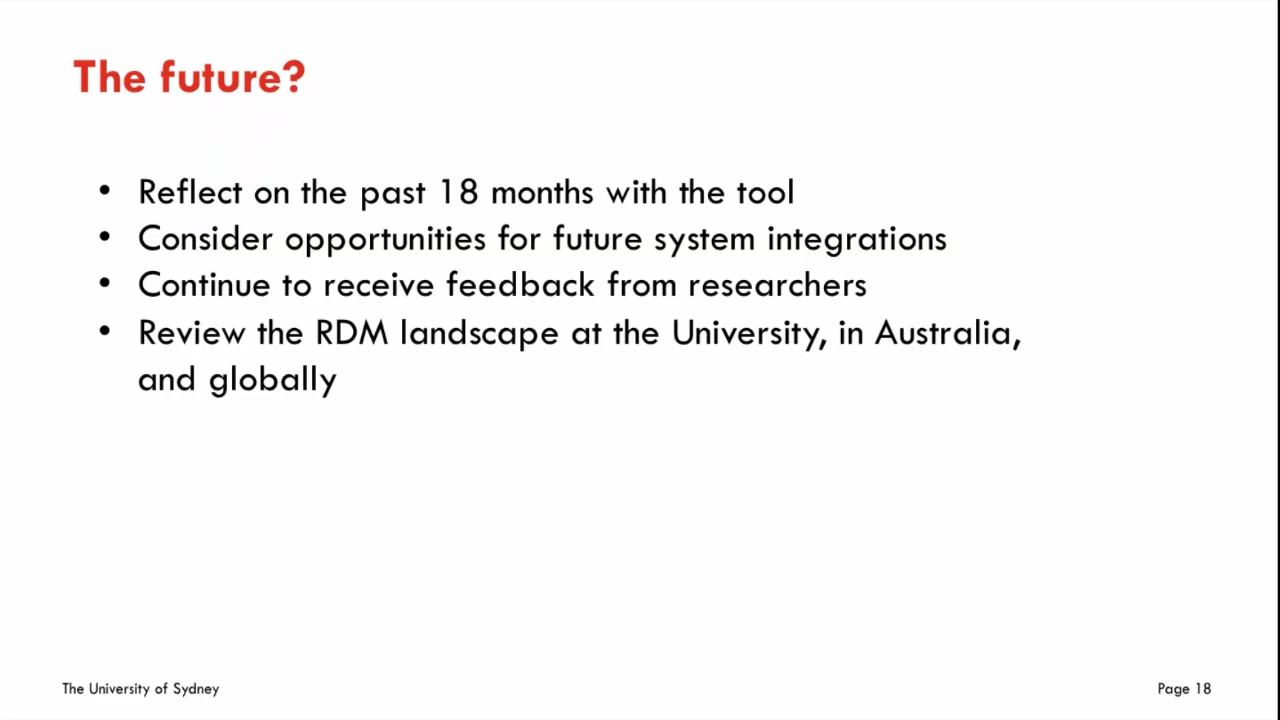 The future?
• Reflect on the past 18 months with the tool
• Consider opportunities for future system integrations
• Continue to receive feedback from researchers
• Review the RDM landscape at the University, in Australia,
and globally
The University of Sydney
Page 18